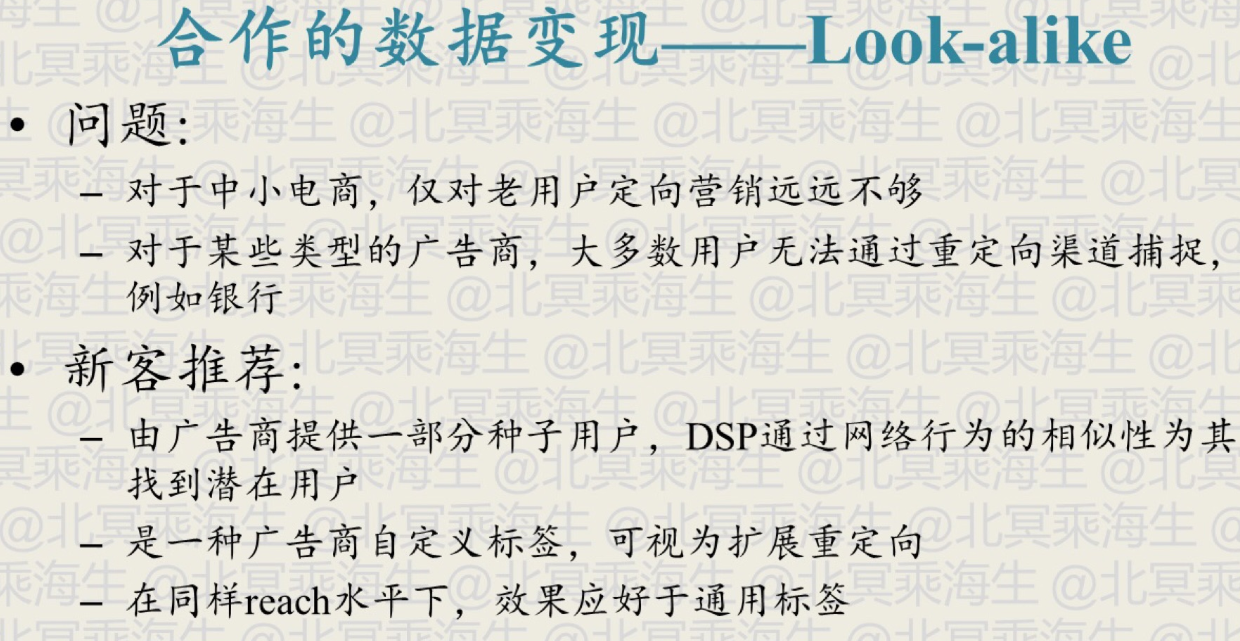 合作的数据变现——Look-alike
• 问题:
– 对于中小电商，仅对老用户定向营销远远不够
– 对于某些类型的广告商，大多数用户无法通过重定向渠道捕捉，
例如银行
• 新客推荐:
– 由广告商提供一部分种子用户，DSP通过网络行为的相似性为其
找到潜在用户
– 是一种广告商自定义标签，可视为扩展重定向
– 在同样reach水平下，效果应好于通用标签
@北冥乘海生